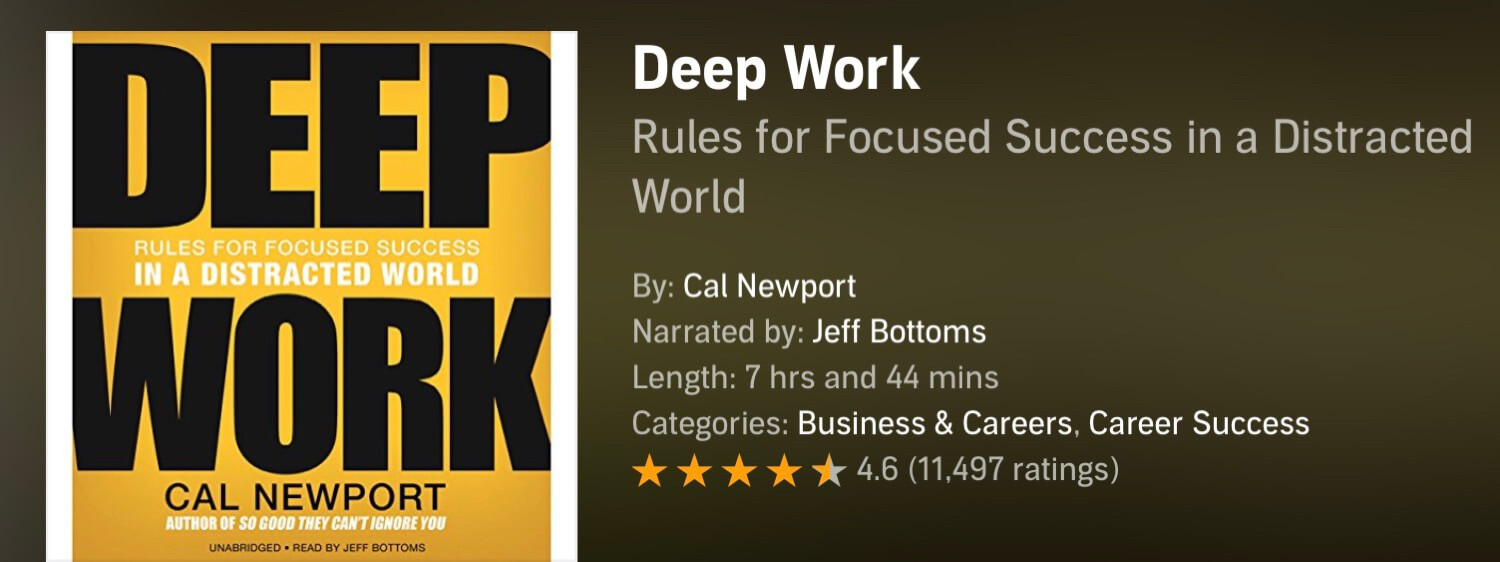 DEEP
RULES FOR FOCUSED SUCCESS
IN A DISTRACTED WORLD
WORK
CAL NEWPORT
AUTHOR OF SO GOOD THEY CAN'T IGNORE YOU
UNABRIDGED • READ BY JEFF BOTTOMS
Deep Work
Rules for Focused Success in a Distracted
World
By: Cal Newport
Narrated by: Jeff Bottoms
Length: 7 hrs and 44 mins
Categories: Business & Careers, Career Success
4.6 (11,497 ratings)